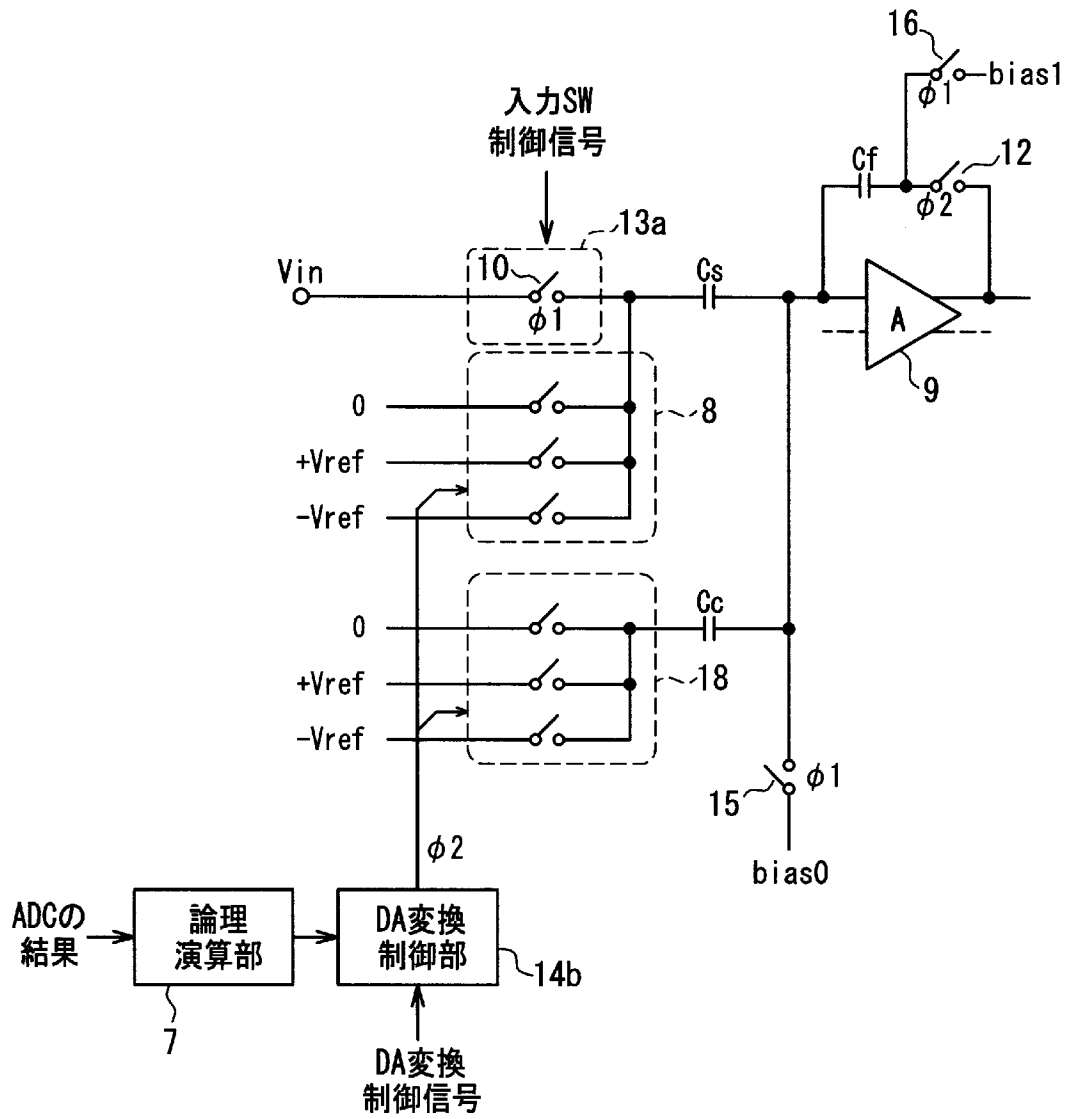 16
φ1
bias1
入力SW
制御信号
Cf
12
φ2
13a
Vin
10
φ1
Cs
A
9
0
8
+Vref
-Vref
0
Cc
+Vref
18
-Vref
15
φ1
φ2
bias0
ADCの
結果
論理
演算部
DA変換
制御部
14b
7
DA変換
制御信号